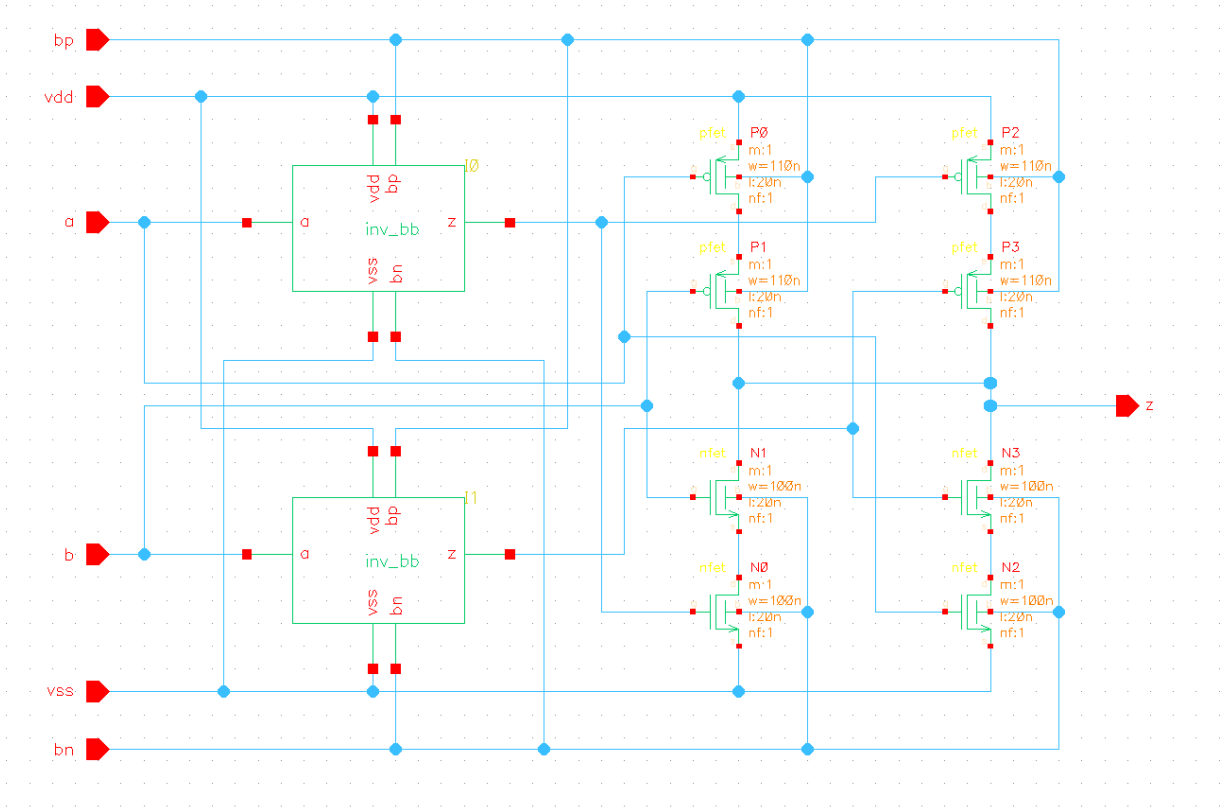 bp
vdd
a
b
vss
bn
z
I0
vdd
bp
a
inv_bb
z
vss
bn
I1
vdd
bp
a
inv_bb
z
vss
bn
pfet P0
m:1
w=110n
l:20n
nf:1
pfet P2
m:1
w=110n
l:20n
nf:1
pfet P1
m:1
w=110n
l:20n
nf:1
pfet P3
m:1
w=110n
l:20n
nf:1
nfet N1
m:1
w=100n
l:20n
nf:1
nfet N3
m:1
w=100n
l:20n
nf:1
nfet N0
m:1
w=100n
l:20n
nf:1
nfet N2
m:1
w=100n
l:20n
nf:1